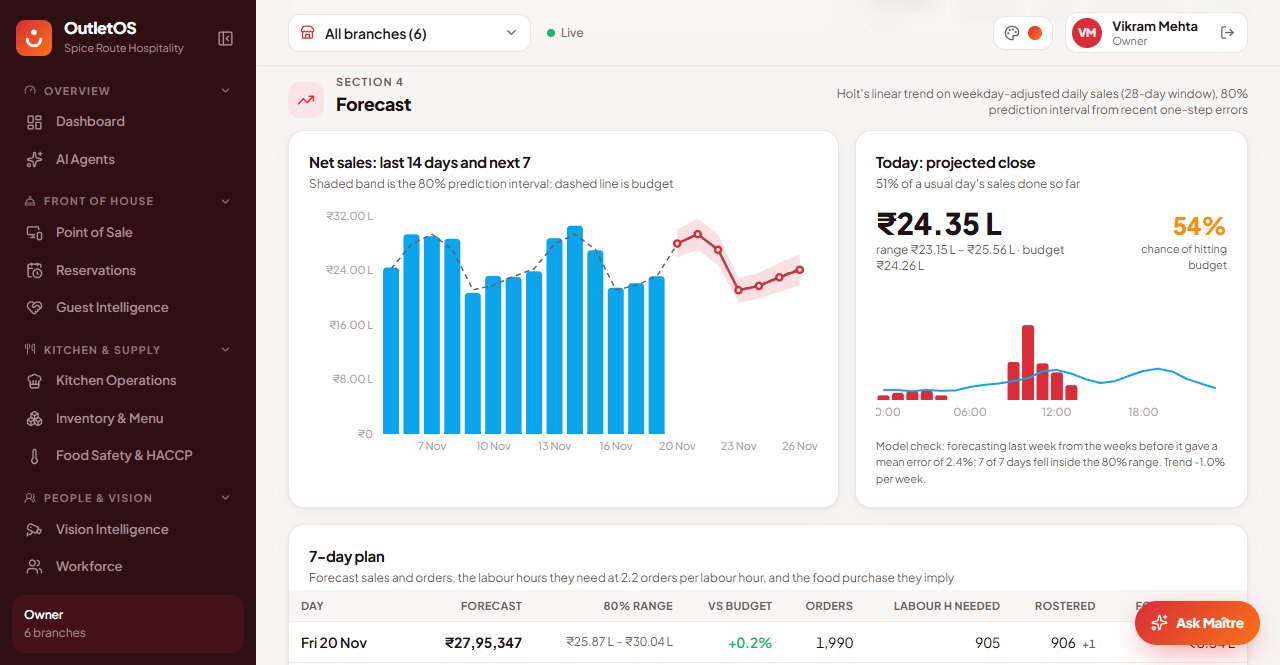 OutletOS
Spice Route Hospitality
OVERVIEW
Dashboard
AI Agents
FRONT OF HOUSE
Point of Sale
Reservations
Guest Intelligence
KITCHEN & SUPPLY
Kitchen Operations
Inventory & Menu
Food Safety & HACCP
PEOPLE & VISION
Vision Intelligence
Workforce
Owner
6 branches
All branches (6)
Live
VM
Vikram Mehta
Owner
SECTION 4
Forecast
Holt's linear trend on weekday-adjusted daily sales (28-day window), 80%
prediction interval from recent one-step errors
Net sales: last 14 days and next 7
Shaded band is the 80% prediction interval; dashed line is budget
₹32.00 L
₹24.00 L
₹16.00 L
₹8.00 L
₹0
7 Nov 10 Nov 13 Nov 16 Nov 20 Nov 23 Nov 26 Nov
Today: projected close
51% of a usual day's sales done so far
₹24.35 L
range ₹23.15 L – ₹25.56 L · budget
₹24.26 L
54%
chance of hitting
budget
0:00 06:00 12:00 18:00
Model check: forecasting last week from the weeks before it gave a
mean error of 2.4%; 7 of 7 days fell inside the 80% range. Trend -1.0%
per week.
7-day plan
Forecast sales and orders, the labour hours they need at 2.2 orders per labour hour, and the food purchase they imply
DAY FORECAST 80% RANGE VS BUDGET ORDERS LABOUR H NEEDED ROSTERED
Fri 20 Nov ₹27,95,347 ₹25.87 L – ₹30.04 L +0.2% 1,990 905 906 +1
Ask Maître